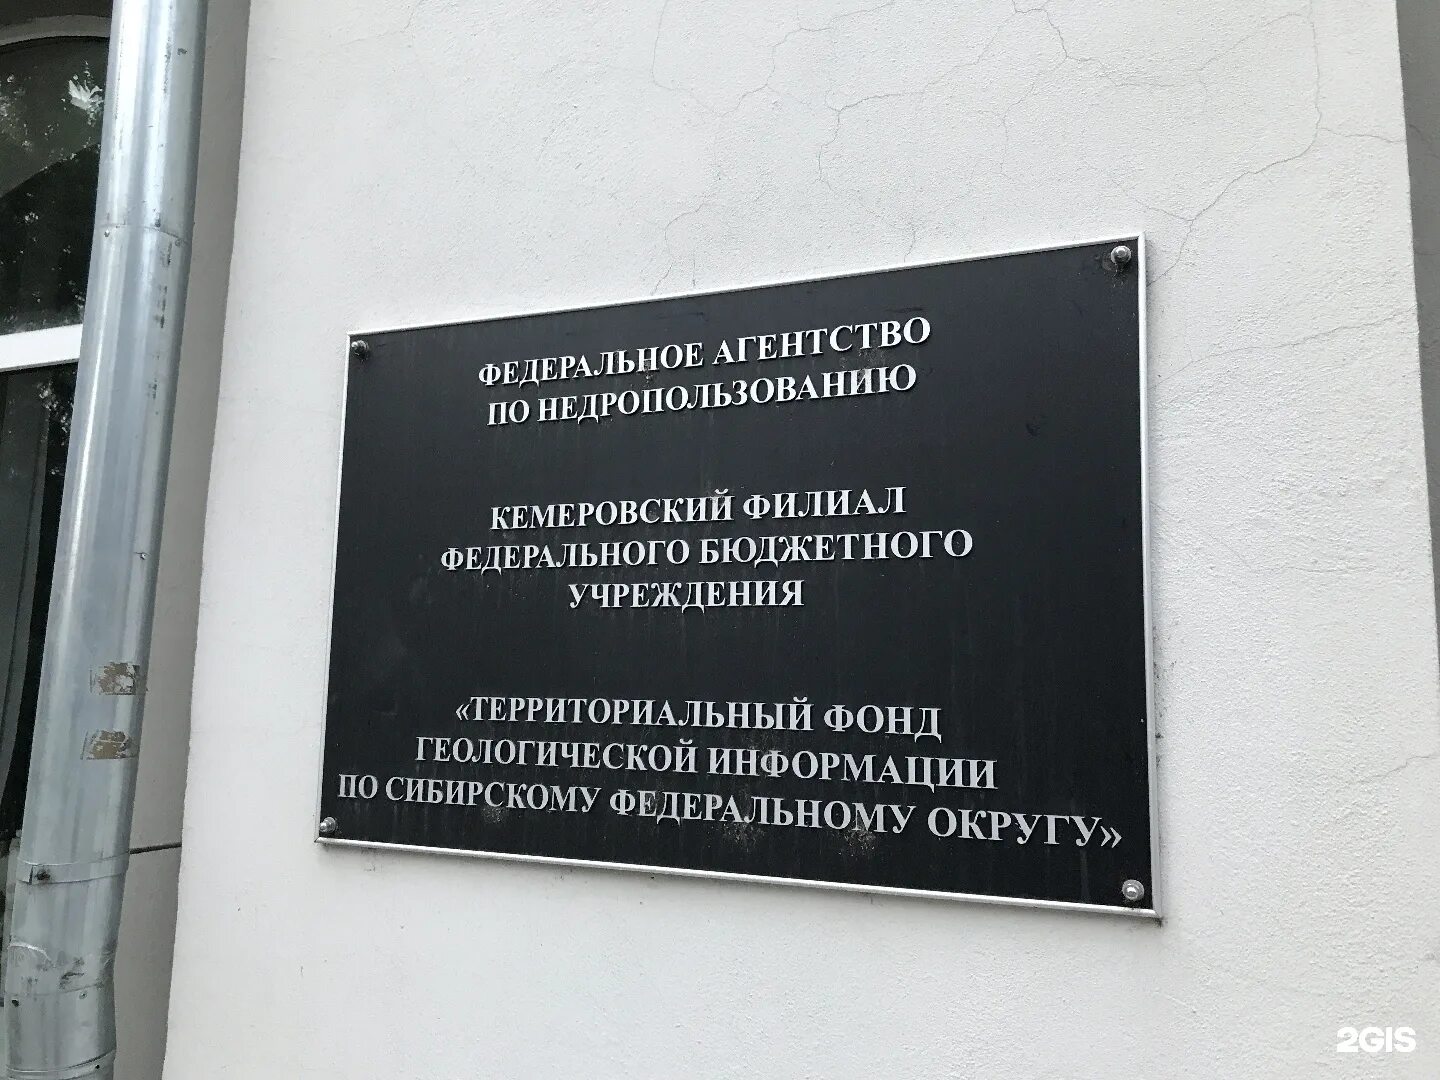 ФЕДЕРАЛЬНОЕ АГЕНТСТВО
ПО НЕДРОПОЛЬЗОВАНИЮ
КЕМЕРОВСКИЙ ФИЛИАЛ
ФЕДЕРАЛЬНОГО БЮДЖЕТНОГО
УЧРЕЖДЕНИЯ
«ТЕРРИТОРИАЛЬНЫЙ ФОНД
ГЕОЛОГИЧЕСКОЙ ИНФОРМАЦИИ
ПО СИБИРСКОМУ ФЕДЕРАЛЬНОМУ ОКРУГУ»
2GIS